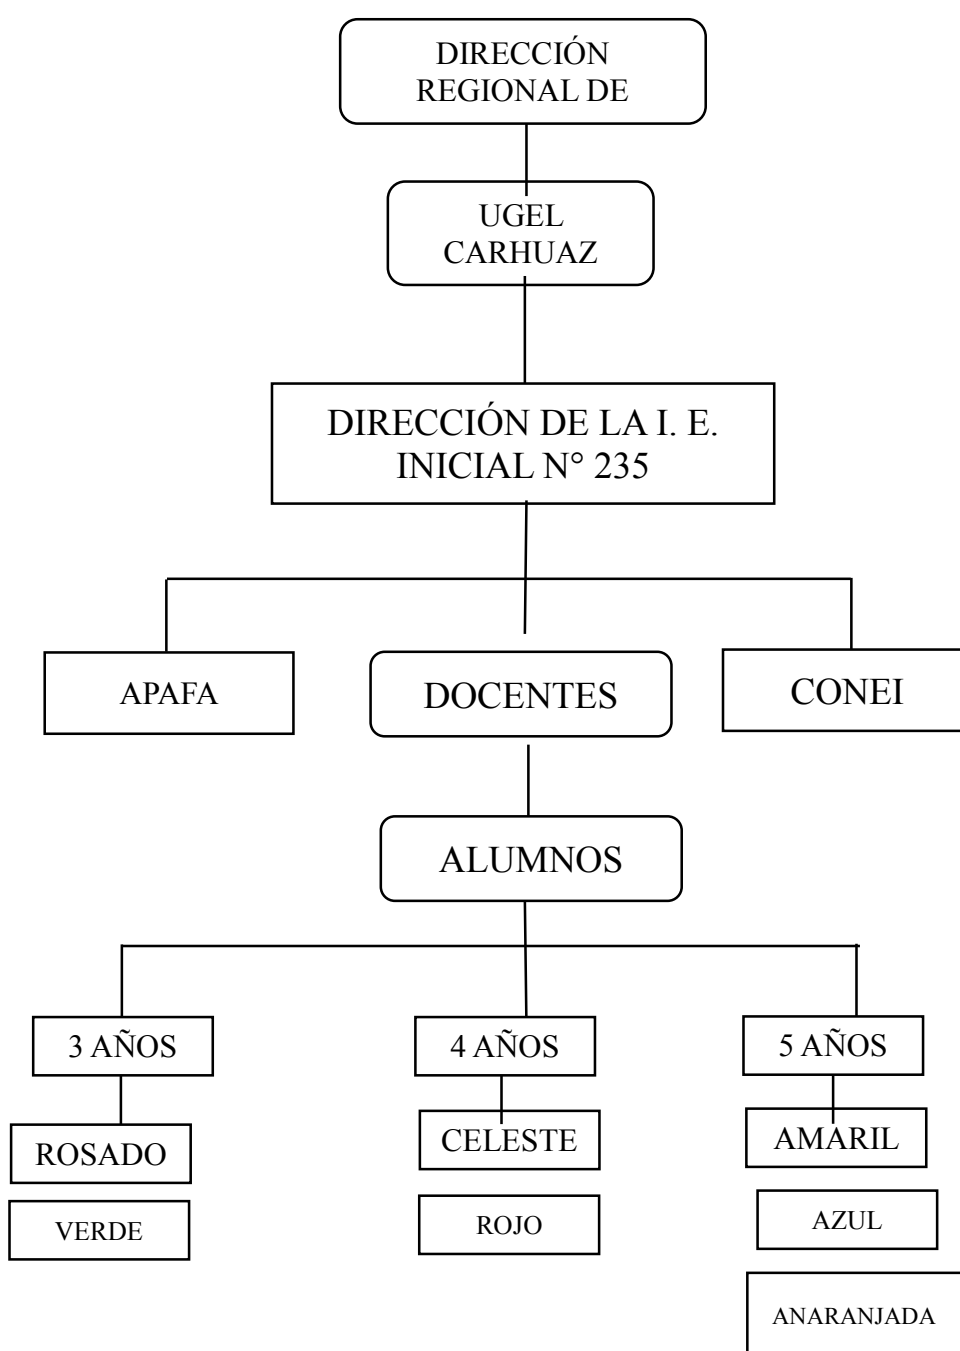 DIRECCIÓN
REGIONAL DE
UGEL
CARHUAZ
DIRECCIÓN DE LA I. E.
INICIAL N° 235
APAFA
DOCENTES
CONEI
ALUMNOS
3 AÑOS
4 AÑOS
5 AÑOS
ROSADO
CELESTE
AMARIL
VERDE
ROJO
AZUL
ANARANJADA